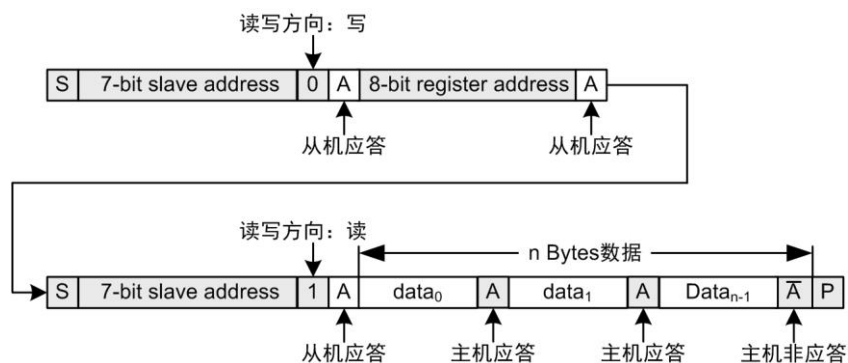 读写方向：写
S 7-bit slave address 0 A 8-bit register address A
从机应答 从机应答
读写方向：读
n Bytes数据
S 7-bit slave address 1 A data₀ A data₁ A Data₍n-1₎ A̅ P
从机应答 主机应答 主机应答 主机非应答